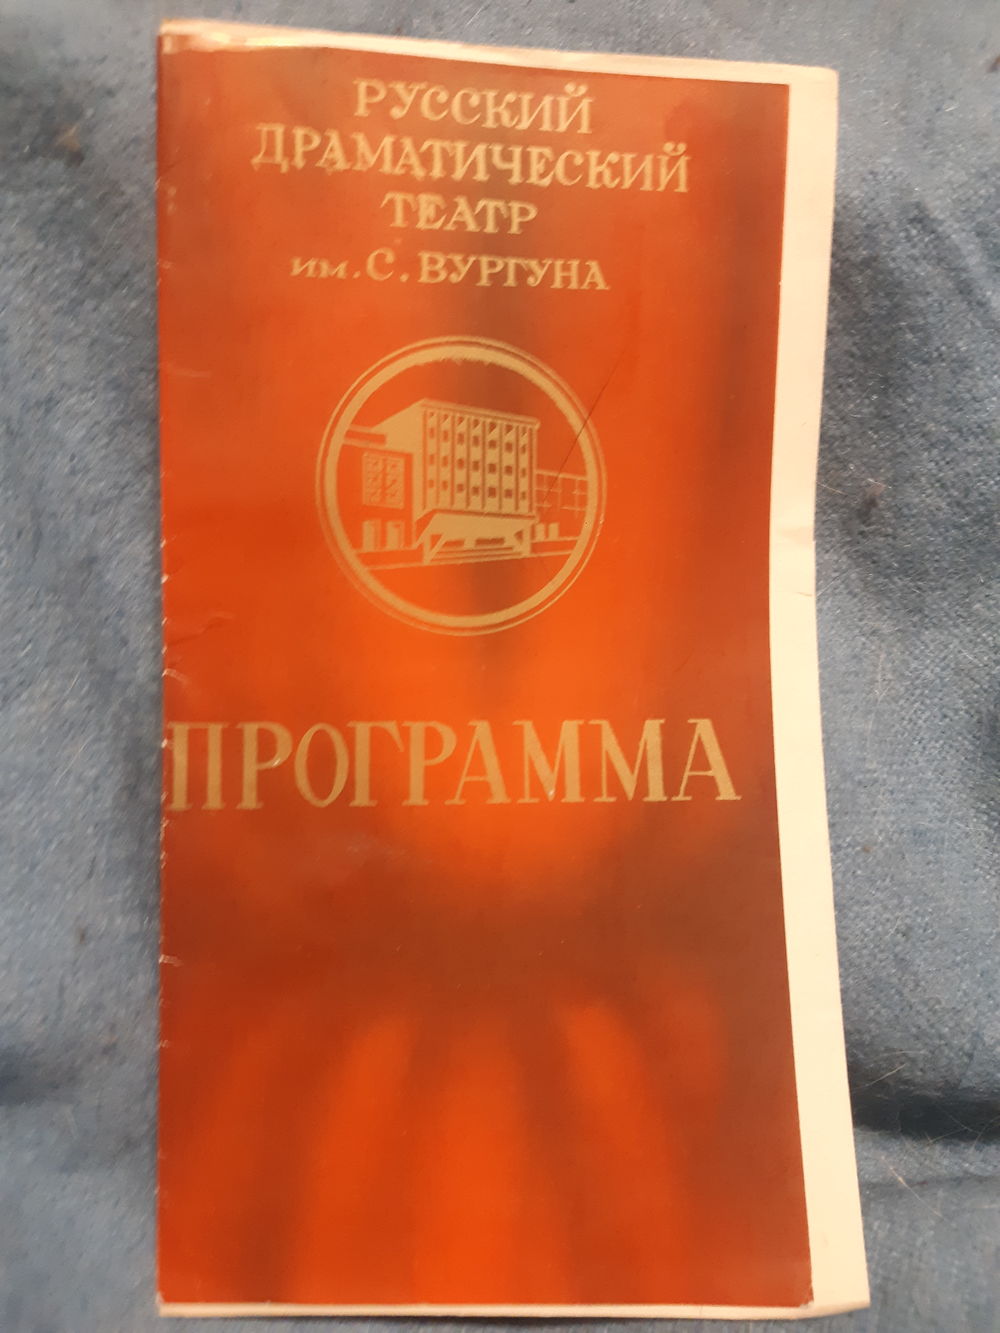 РУССКИЙ
ДРАМАТИЧЕСКИЙ
ТЕАТР
им. С. ВУРГУНА
ПРОГРАММА